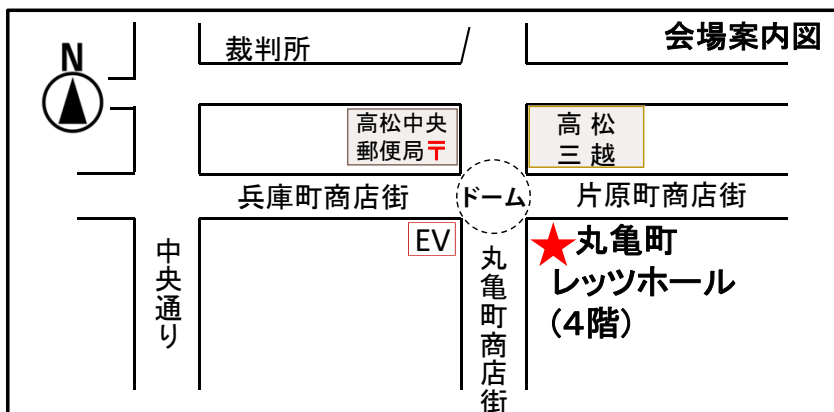 会場案内図
N
裁判所
高松中央
郵便局〒
高松
三越
兵庫町商店街
ドーム
片原町商店街
EV
★丸亀町
レッツホール
(4階)
中央通り
丸亀町商店街